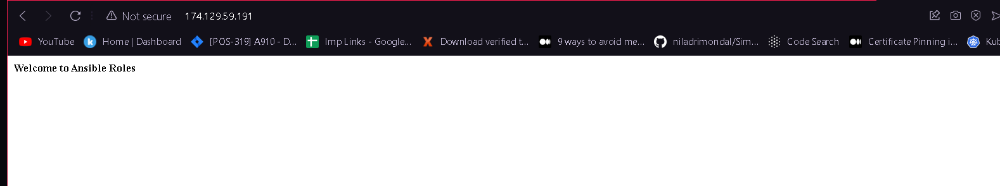 Not secure 174.129.59.191
YouTube Home | Dashboard [POS-319] A910 - D... Imp Links - Google... Download verified t... 9 ways to avoid me... niladrimondal/Sim... Code Search Certificate Pinning i... Kub
Welcome to Ansible Roles